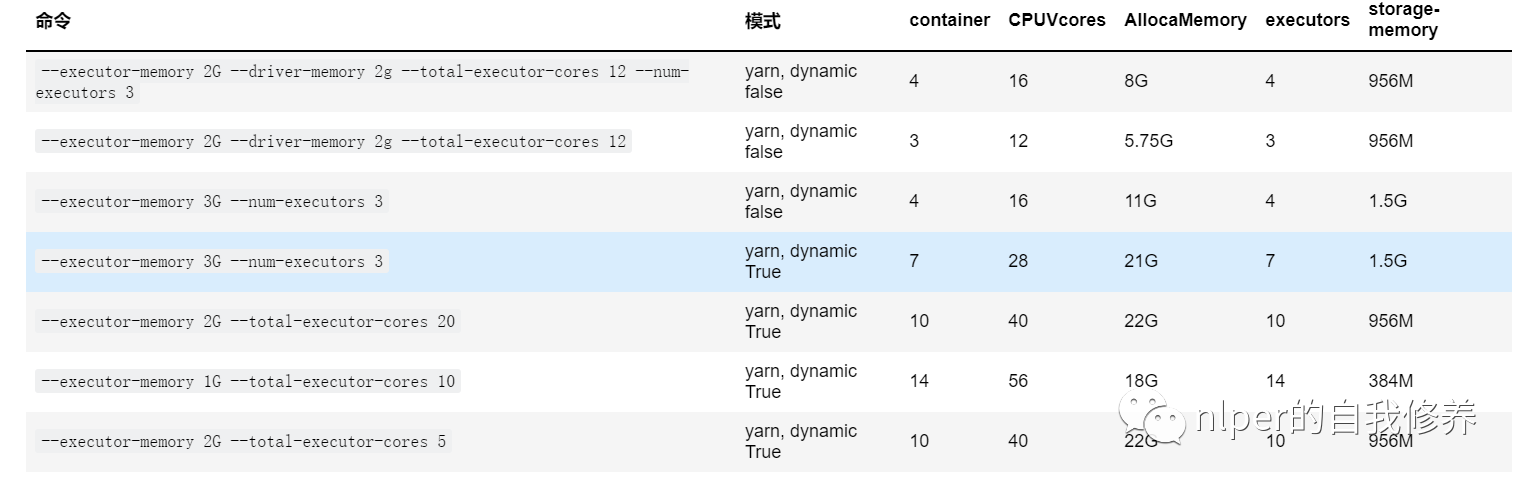 命令 模式 container CPUVcores AllocaMemory executors storage-
memory
--executor-memory 2G --driver-memory 2g --total-executor-cores 12 --num-
executors 3
yarn, dynamic
false
4 16 8G 4 956M
--executor-memory 2G --driver-memory 2g --total-executor-cores 12
yarn, dynamic
false
3 12 5.75G 3 956M
--executor-memory 3G --num-executors 3
yarn, dynamic
false
4 16 11G 4 1.5G
--executor-memory 3G --num-executors 3
yarn, dynamic
True
7 28 21G 7 1.5G
--executor-memory 2G --total-executor-cores 20
yarn, dynamic
True
10 40 22G 10 956M
--executor-memory 1G --total-executor-cores 10
yarn, dynamic
True
14 56 18G 14 384M
--executor-memory 2G --total-executor-cores 5
yarn, dynamic
True
10 40 22G 10 956M
nlper的自我修养